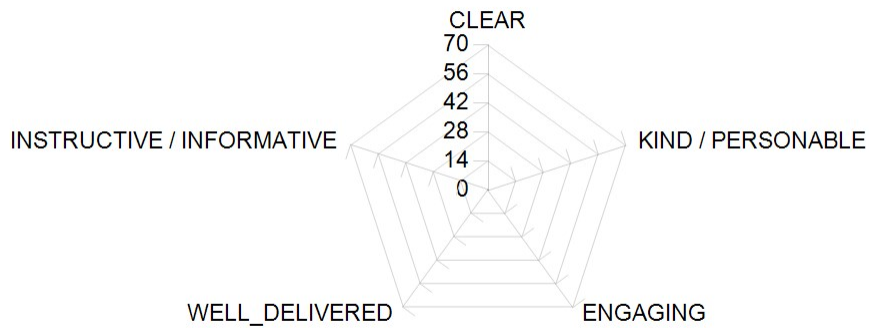 CLEAR
70
56
42
28
14
0
INSTRUCTIVE / INFORMATIVE
KIND / PERSONABLE
WELL_DELIVERED
ENGAGING